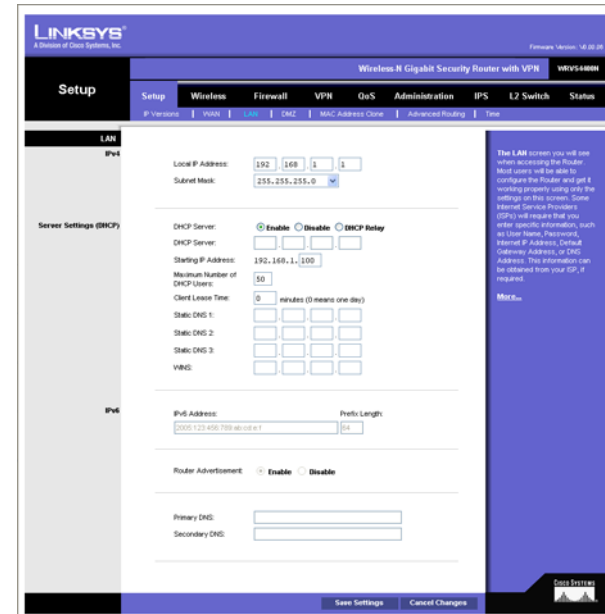 LINKSYS®
A Division of Cisco Systems, Inc.
Firmware Version: V0.00.26
Wireless-N Gigabit Security Router with VPN WRVS4400N
Setup
Setup Wireless Firewall VPN QoS Administration IPS L2 Switch Status
IP Versions | WAN | LAN | DMZ | MAC Address Clone | Advanced Routing | Time
LAN
IPv4
Local IP Address: 192 . 168 . 1 . 1
Subnet Mask: 255.255.255.0
Server Settings (DHCP)
DHCP Server: Enable Disable DHCP Relay
DHCP Server: . . .
Starting IP Address: 192.168.1. 100
Maximum Number of
DHCP Users: 50
Client Lease Time: 0 minutes (0 means one day)
Static DNS 1: . . .
Static DNS 2: . . .
Static DNS 3: . . .
WINS: . . .
IPv6
IPv6 Address: Prefix Length:
2005:123:456:789:ab:cd:e:f 64
Router Advertisement: Enable Disable
Primary DNS:
Secondary DNS:
The LAN screen you will see
when accessing the Router.
Most users will be able to
configure the Router and get it
working properly using only the
settings on this screen. Some
Internet Service Providers
(ISPs) will require that you
enter specific information, such
as User Name, Password,
Internet IP Address, Default
Gateway Address, or DNS
Address. This information can
be obtained from your ISP, if
required.
More...
Save Settings Cancel Changes
Cisco Systems